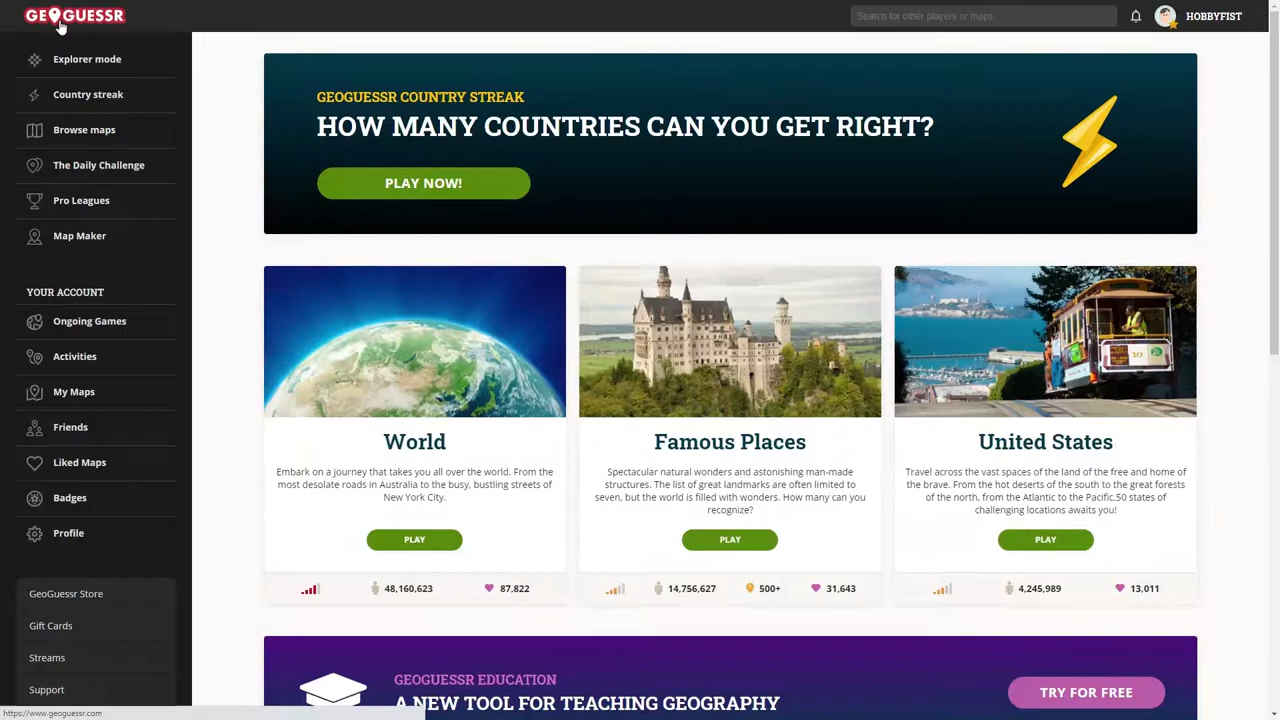 GEOGUESSR
Search for other players or maps
HOBBYFIST
Explorer mode
Country streak
Browse maps
The Daily Challenge
Pro Leagues
Map Maker
YOUR ACCOUNT
Ongoing Games
Activities
My Maps
Friends
Liked Maps
Badges
Profile
GeoGuessr Store
Gift Cards
Streams
Support
https://www.geoguessr.com
GEOGUESSR COUNTRY STREAK
HOW MANY COUNTRIES CAN YOU GET RIGHT?
PLAY NOW!
World
Embark on a journey that takes you all over the world. From the
most desolate roads in Australia to the busy, bustling streets of
New York City.
PLAY
48,160,623
87,822
Famous Places
Spectacular natural wonders and astonishing man-made
structures. The list of great landmarks are often limited to
seven, but the world is filled with wonders. How many can you
recognize?
PLAY
14,756,627
500+
31,643
10
United States
Travel across the vast spaces of the land of the free and home of
the brave. From the hot deserts of the south to the great forests
of the north, from the Atlantic to the Pacific.50 states of
challenging locations awaits you!
PLAY
4,245,989
13,011
GEOGUESSR EDUCATION
A NEW TOOL FOR TEACHING GEOGRAPHY
TRY FOR FREE